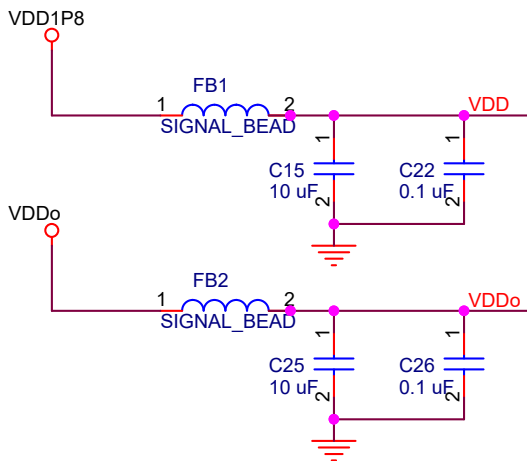 VDD1P8
FB1
1 2 VDD
SIGNAL_BEAD
1 1
C15 C22
10 uF 0.1 uF
2 2
VDDo
FB2
1 2 VDDo
SIGNAL_BEAD
1 1
C25 C26
10 uF 0.1 uF
2 2